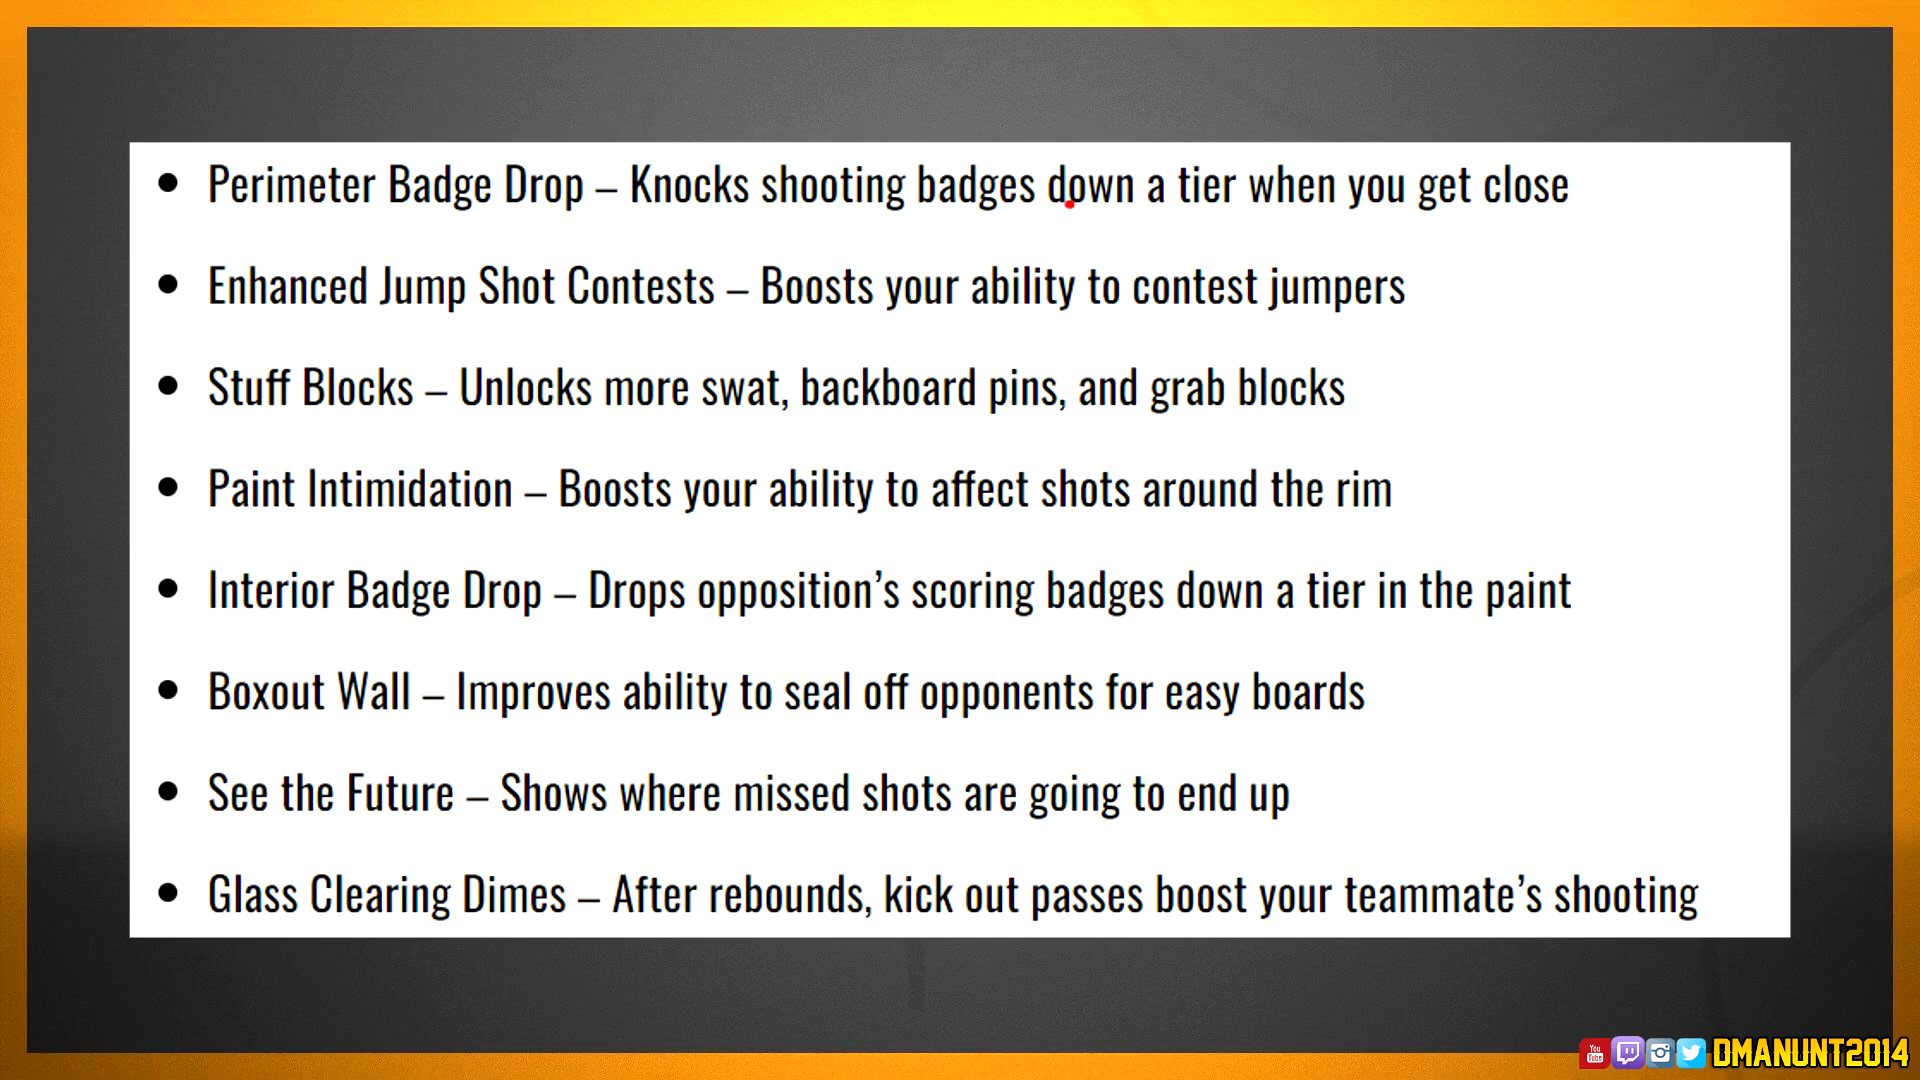 • Perimeter Badge Drop – Knocks shooting badges down a tier when you get close
• Enhanced Jump Shot Contests – Boosts your ability to contest jumpers
• Stuff Blocks – Unlocks more swat, backboard pins, and grab blocks
• Paint Intimidation – Boosts your ability to affect shots around the rim
• Interior Badge Drop – Drops opposition’s scoring badges down a tier in the paint
• Boxout Wall – Improves ability to seal off opponents for easy boards
• See the Future – Shows where missed shots are going to end up
• Glass Clearing Dimes – After rebounds, kick out passes boost your teammate’s shooting
You Tube DMANUNT2014